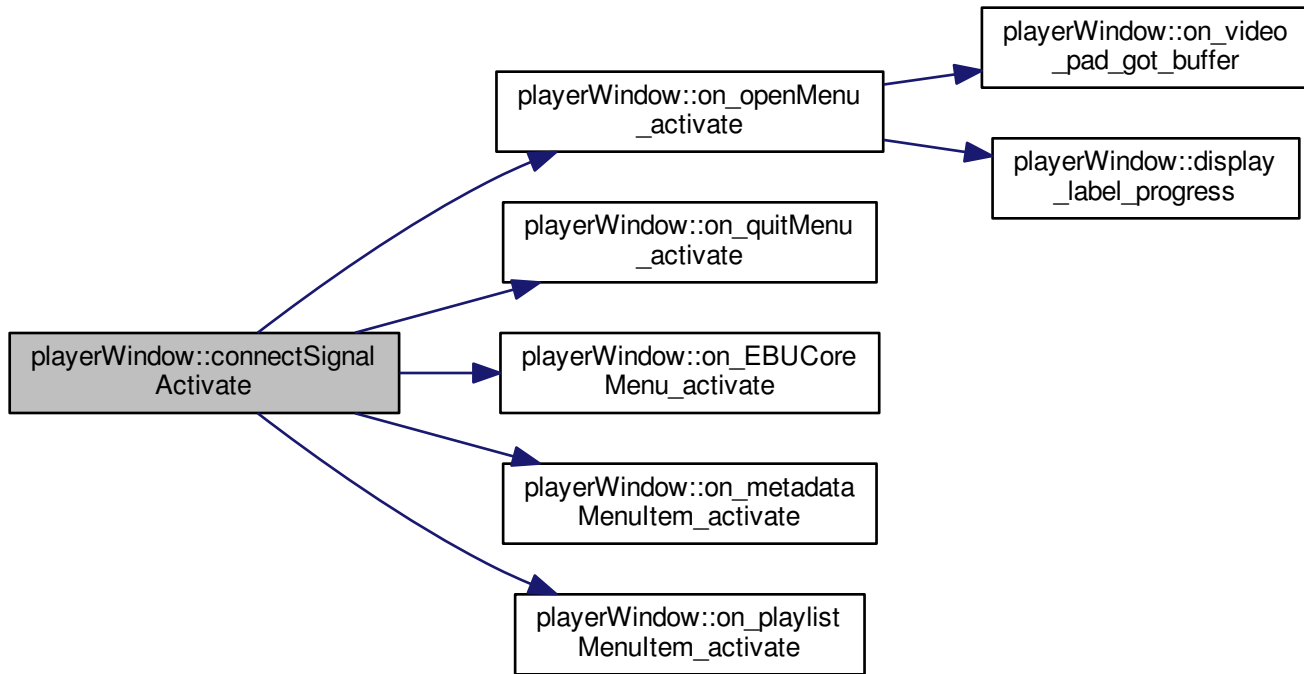 playerWindow::on_video
_pad_got_buffer
playerWindow::on_openMenu
_activate
playerWindow::display
_label_progress
playerWindow::on_quitMenu
_activate
playerWindow::connectSignal
Activate
playerWindow::on_EBUCore
Menu_activate
playerWindow::on_metadata
MenuItem_activate
playerWindow::on_playlist
MenuItem_activate